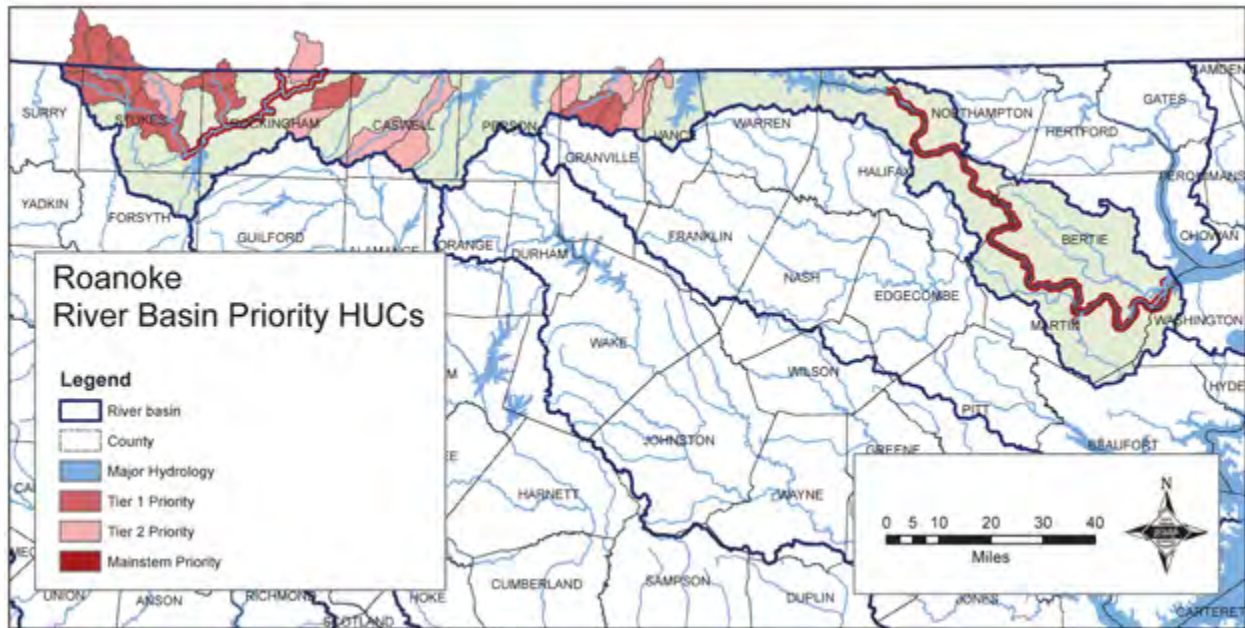 CAMDEN
SURRY
STOKES
ROCKINGHAM
CASWELL
PERSON
VANCE
WARREN
NORTHAMPTON
GATES
HERTFORD
GRANVILLE
HALIFAX
PERQUIMANS
YADKIN
FORSYTH
GUILFORD
ALAMANCE
ORANGE
DURHAM
FRANKLIN
BERTIE
CHOWAN
NASH
EDGECOMBE
MARTIN
WASHINGTON
Roanoke
River Basin Priority HUCs
Legend
River basin
County
Major Hydrology
Tier 1 Priority
Tier 2 Priority
Mainstem Priority
WAKE
WILSON
HYDE
PITT
BEAUFORT
JOHNSTON
GREENE
HARNETT
WAYNE
N
0 5 10 20 30 40
Miles
CUMBERLAND
SAMPSON
DUPLIN
JONES
CARTERET
UNION
ANSON
RICHMOND
HOKE
SCOTLAND